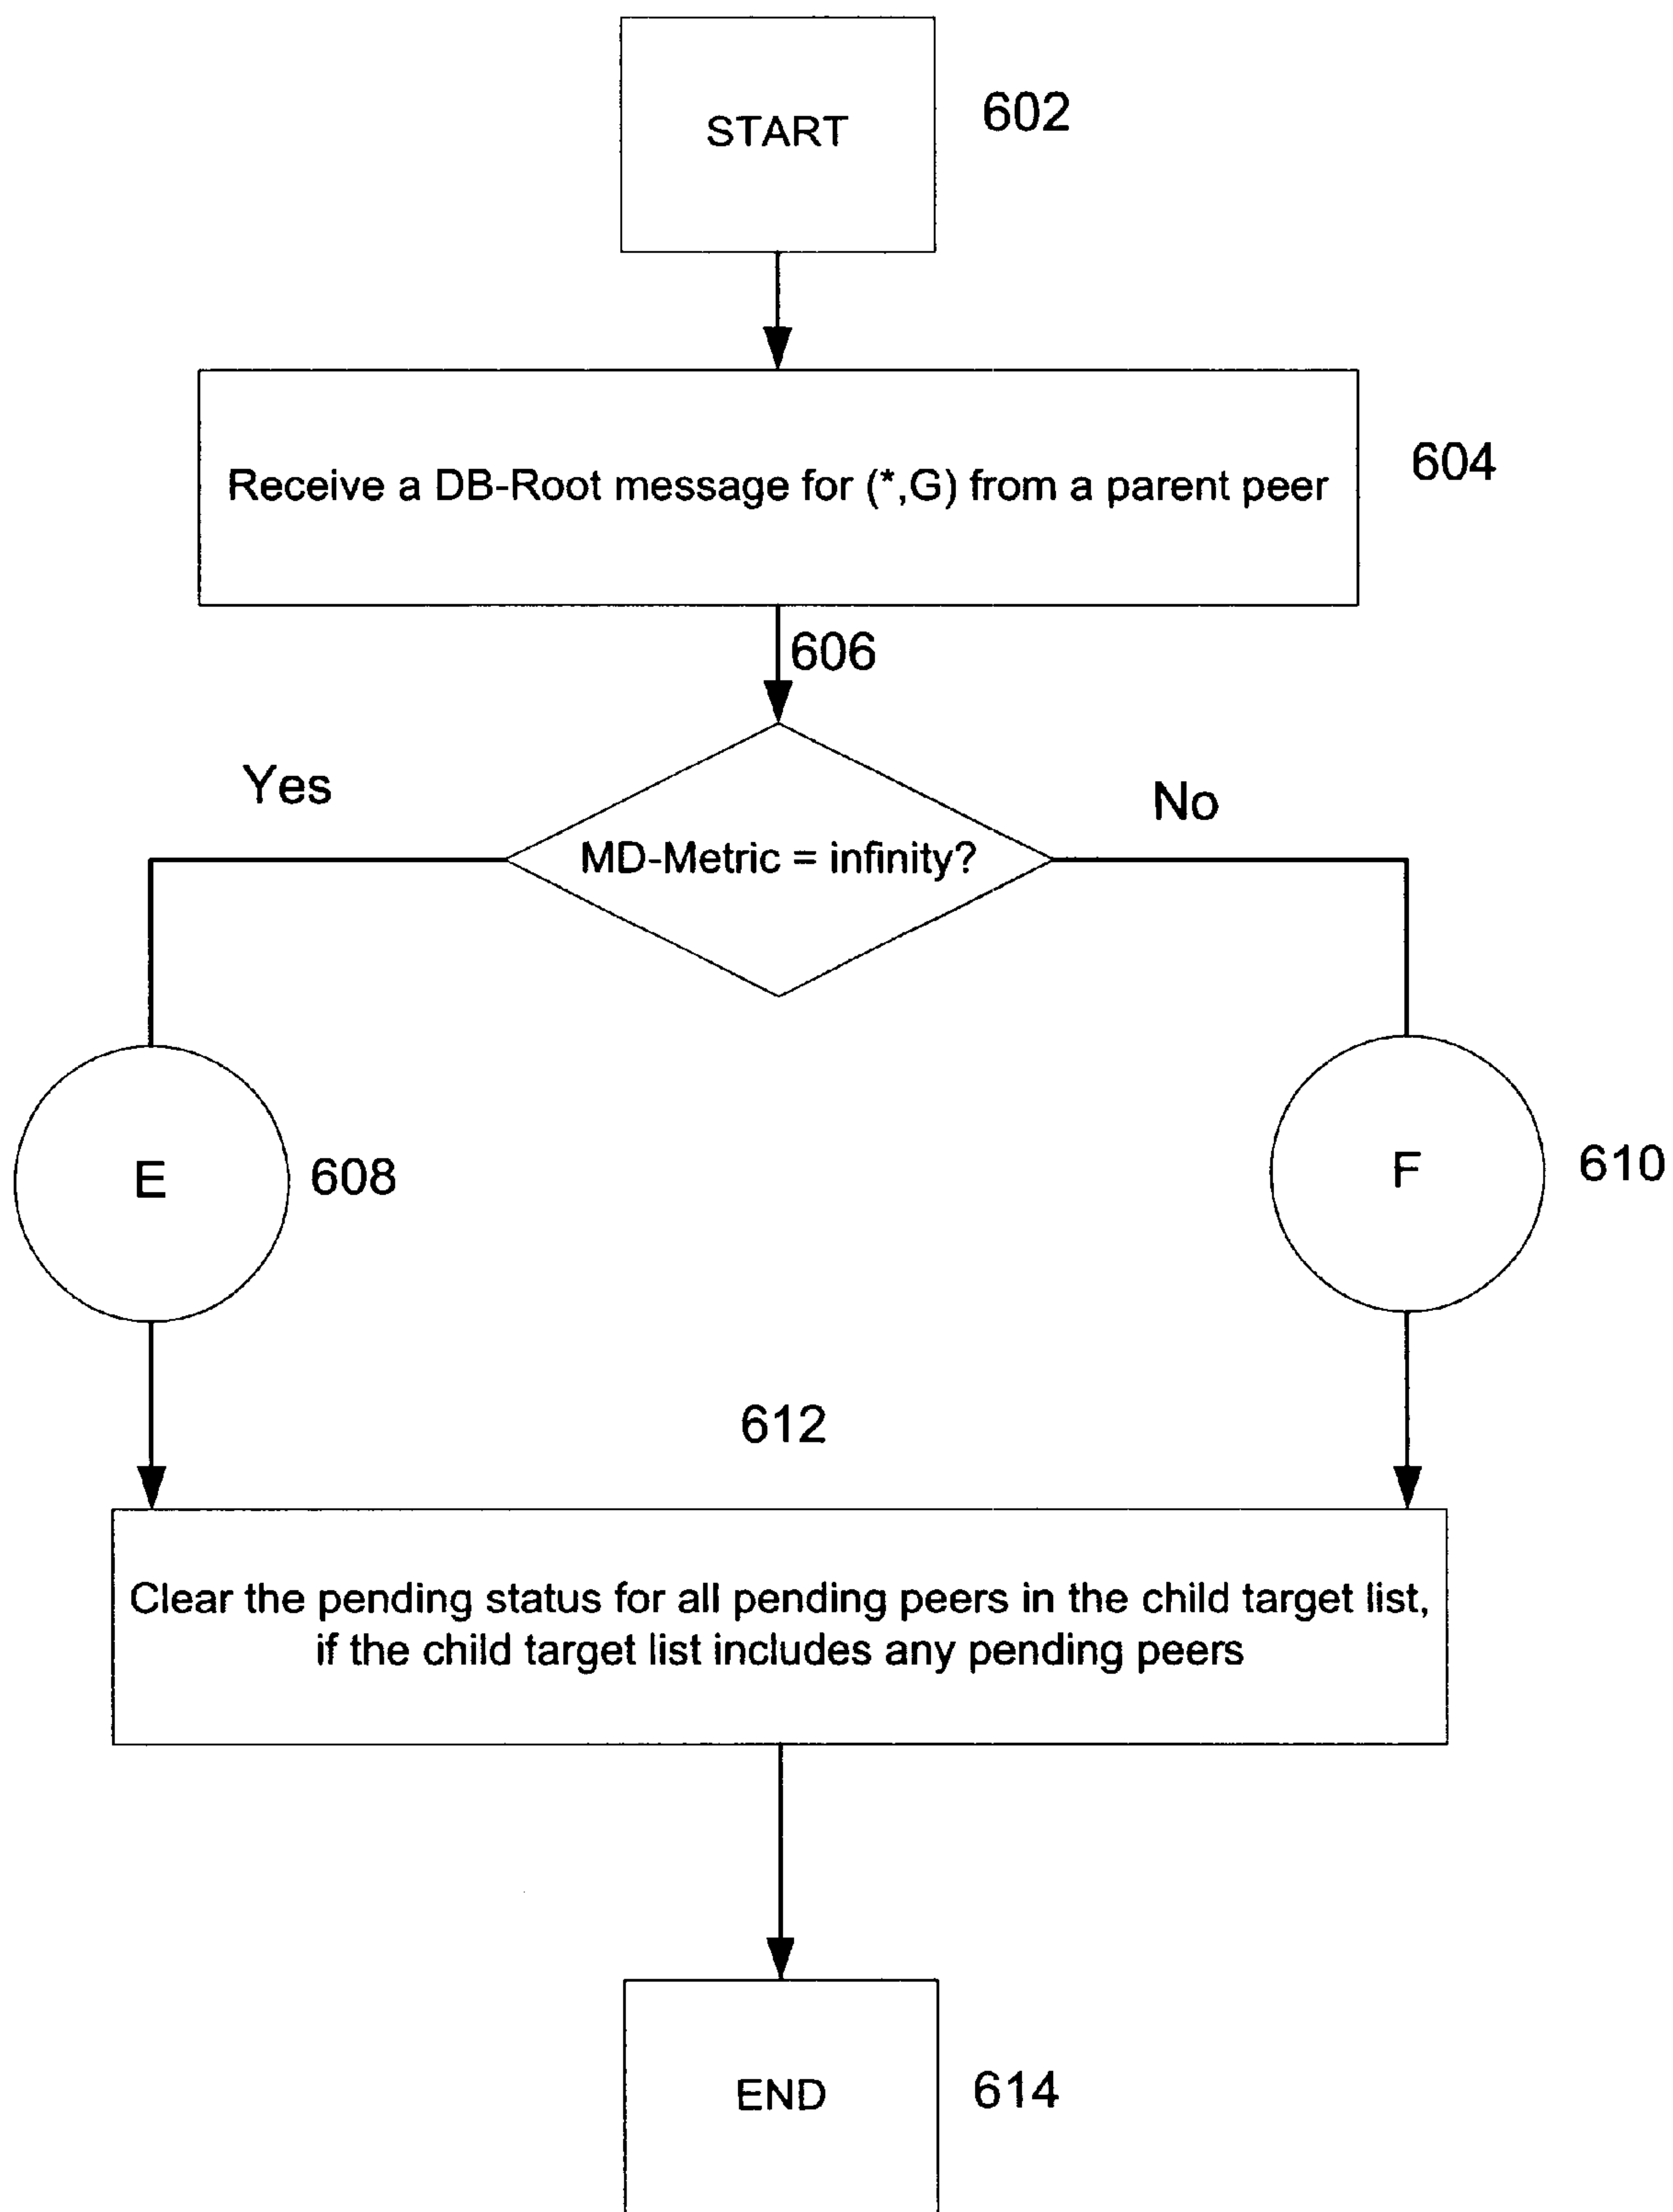 START
602
Receive a DB-Root message for (*,G) from a parent peer
604
606
Yes
No
MD-Metric = infinity?
E
608
F
610
612
Clear the pending status for all pending peers in the child target list,
if the child target list includes any pending peers
END
614